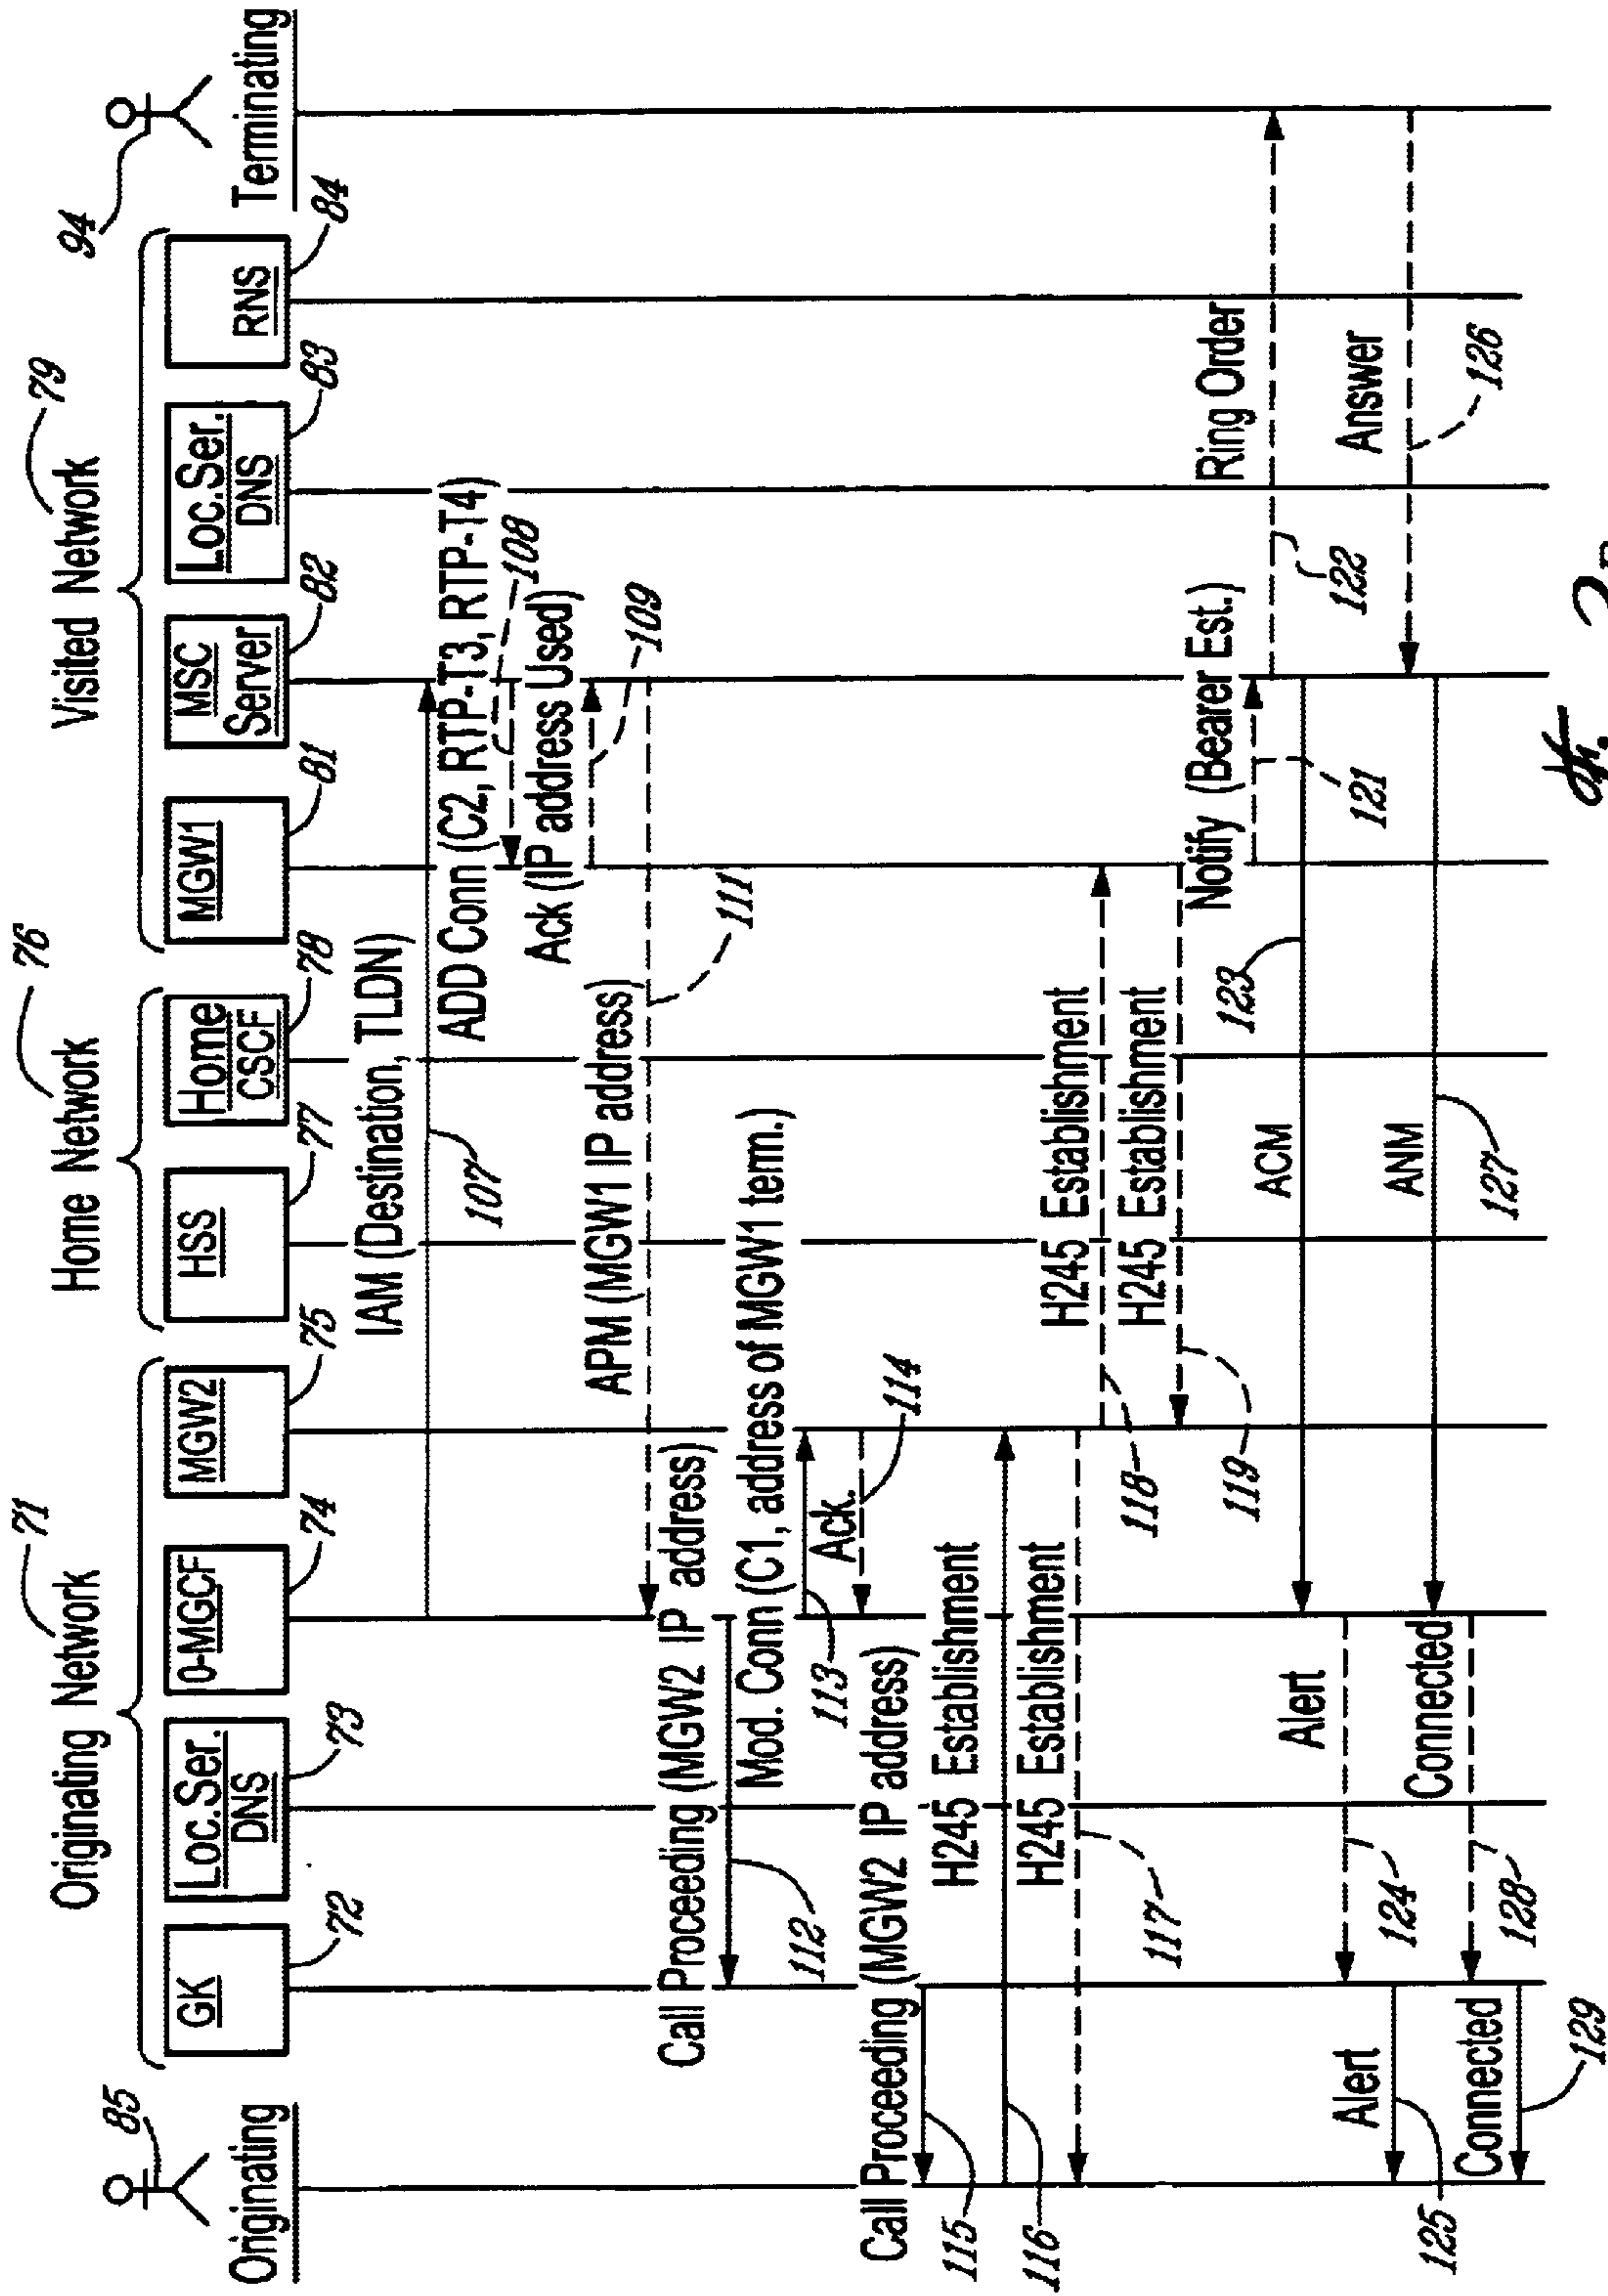 71
76
79
94
85
Originating Network
Home Network
Visited Network
Originating
GK
72
Loc.Ser.
DNS
73
0-MGCF
74
MGW2
75
HSS
77
Home
CSCF
78
MGW1
81
MSC
Server
82
Loc.Ser.
DNS
83
RNS
84
Terminating
IAM (Destination, TLDN)
107
ADD Conn (C2, RTP-T3, RTP-T4)
108
Ack (IP address Used)
109
APM (MGW1 IP address)
111
Call Proceeding (MGW2 IP address)
112
Mod. Conn (C1, address of MGW1 term.)
113
Ack.
114
Call Proceeding (MGW2 IP address)
115
H245 Establishment
116
H245 Establishment
117
H245 Establishment
118
H245 Establishment
119
Notify (Bearer Est.)
121
Ring Order
122
ACM
123
Alert
124
Alert
125
Answer
126
ANM
127
Connected
128
Connected
129